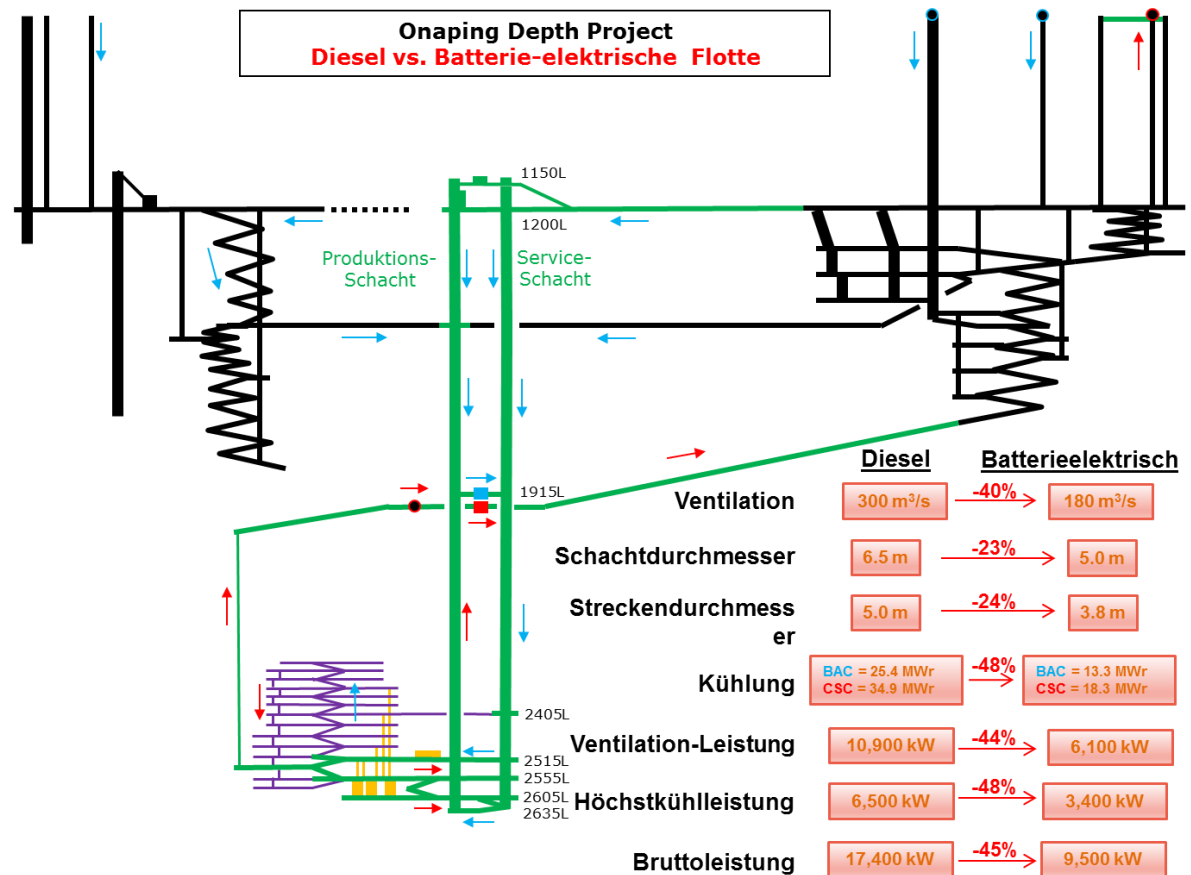 Onaping Depth Project
Diesel vs. Batterie-elektrische Flotte
1150L
1200L
Produktions-
Schacht
Service-
Schacht
1915L
2405L
2515L
2555L
2605L
2635L
Diesel Batterieelektrisch
Ventilation 300 m³/s -40% 180 m³/s
Schachtdurchmesser 6.5 m -23% 5.0 m
Streckendurchmess
er 5.0 m -24% 3.8 m
Kühlung
BAC = 25.4 MWr -48% BAC = 13.3 MWr
CSC = 34.9 MWr CSC = 18.3 MWr
Ventilation-Leistung 10,900 kW -44% 6,100 kW
Höchstkühlleistung 6,500 kW -48% 3,400 kW
Bruttoleistung 17,400 kW -45% 9,500 kW